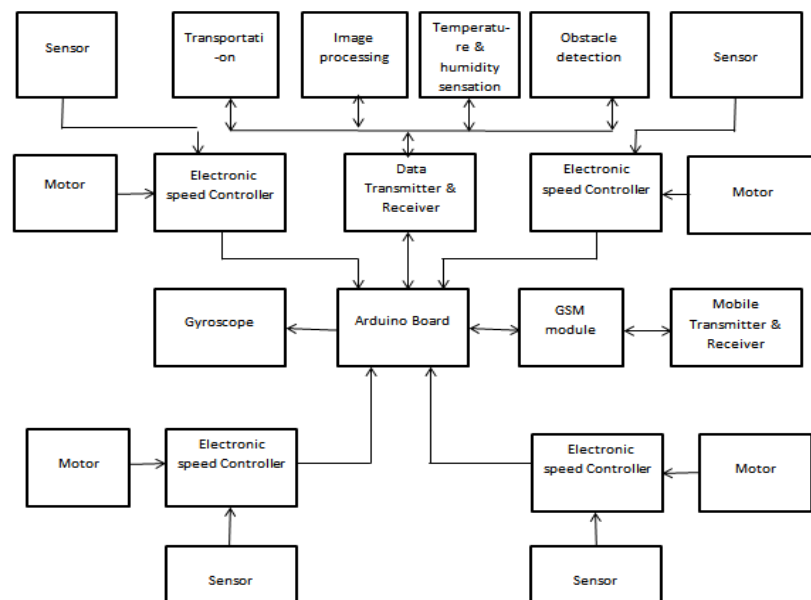 Sensor
Transportati
-on
Image
processing
Temperatu-
re &
humidity
sensation
Obstacle
detection
Sensor
Motor
Electronic
speed Controller
Data
Transmitter &
Receiver
Electronic
speed Controller
Motor
Gyroscope
Arduino Board
GSM
module
Mobile
Transmitter &
Receiver
Motor
Electronic
speed Controller
Electronic
speed Controller
Motor
Sensor
Sensor